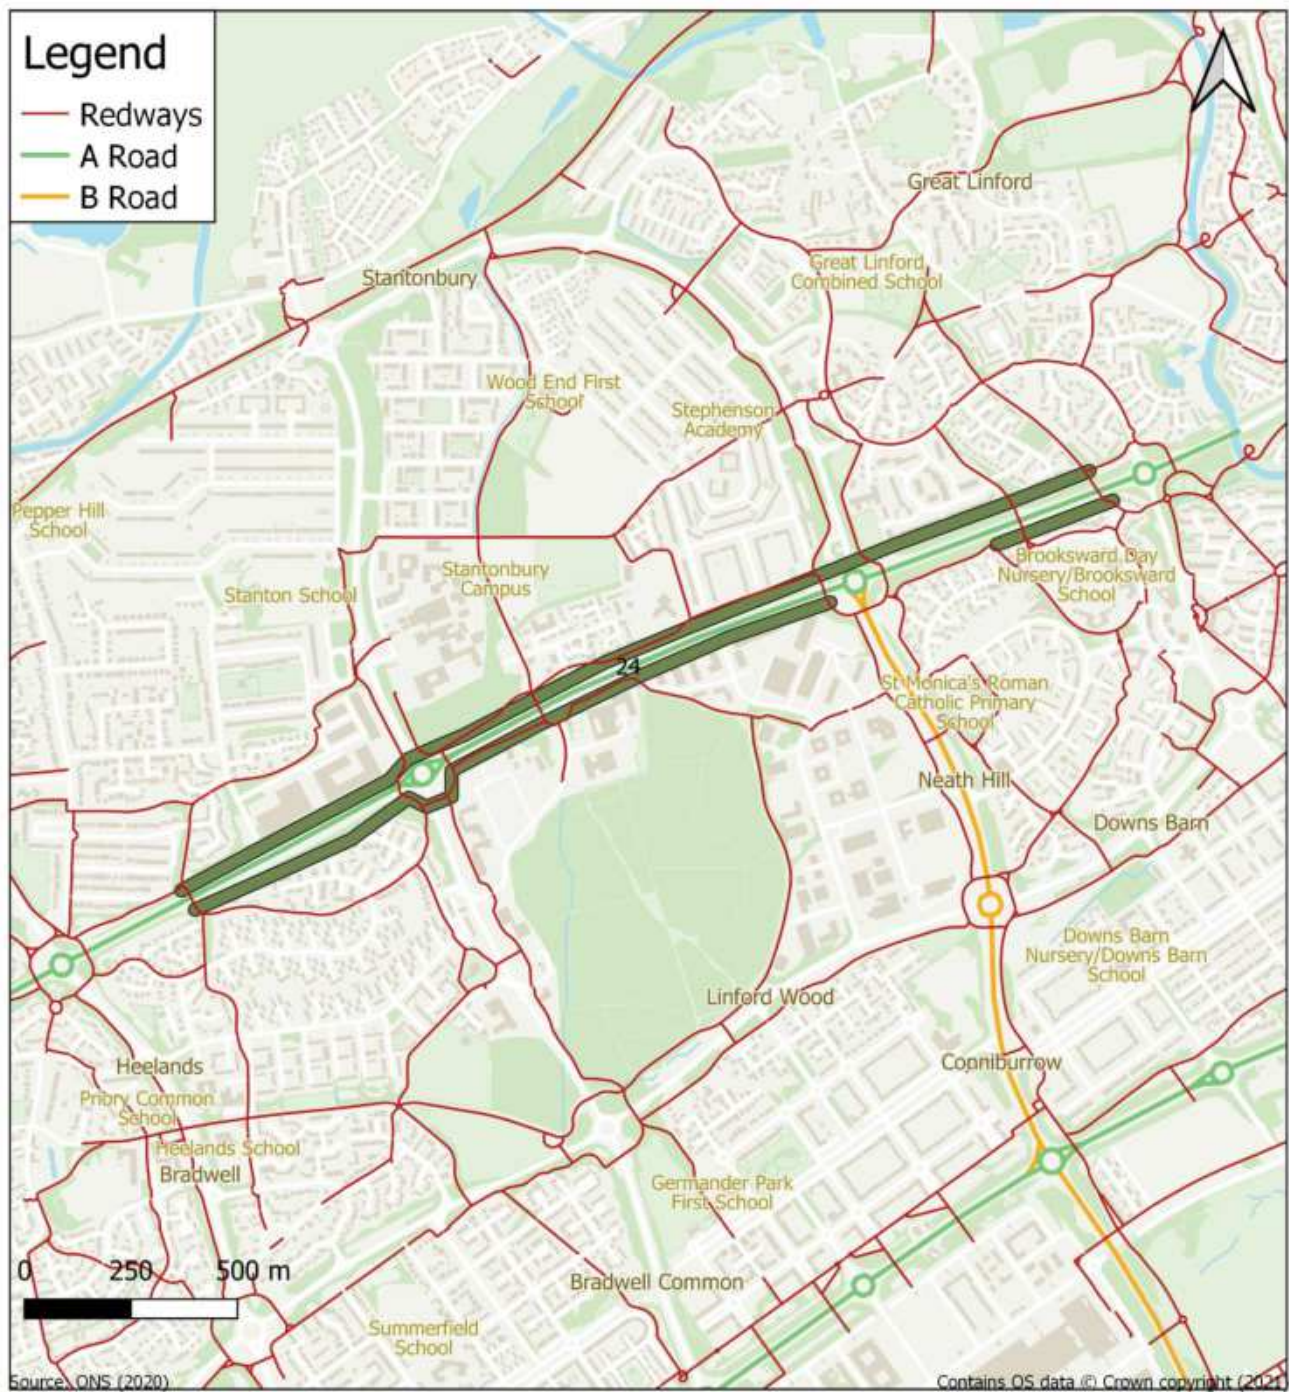 Legend
Redways
A Road
B Road
Great Linford
Stantonbury
Great Linford
Combined School
Wood End First
School
Stephenson
Academy
Pepper Hill
School
Stantonbury
Campus
Stanton School
Brooksward Day
Nursery/Brooksward
School
24
St Monica's Roman
Catholic Primary
School
Neath Hill
Downs Barn
Downs Barn
Nursery/Downs Barn
School
Linford Wood
Heelands
Conniburrow
Priory Common
School
Heelands School
Bradwell
Germander Park
First School
0 250 500 m
Bradwell Common
Summerfield
School
Source: ONS (2020)
Contains OS data © Crown copyright (2021)